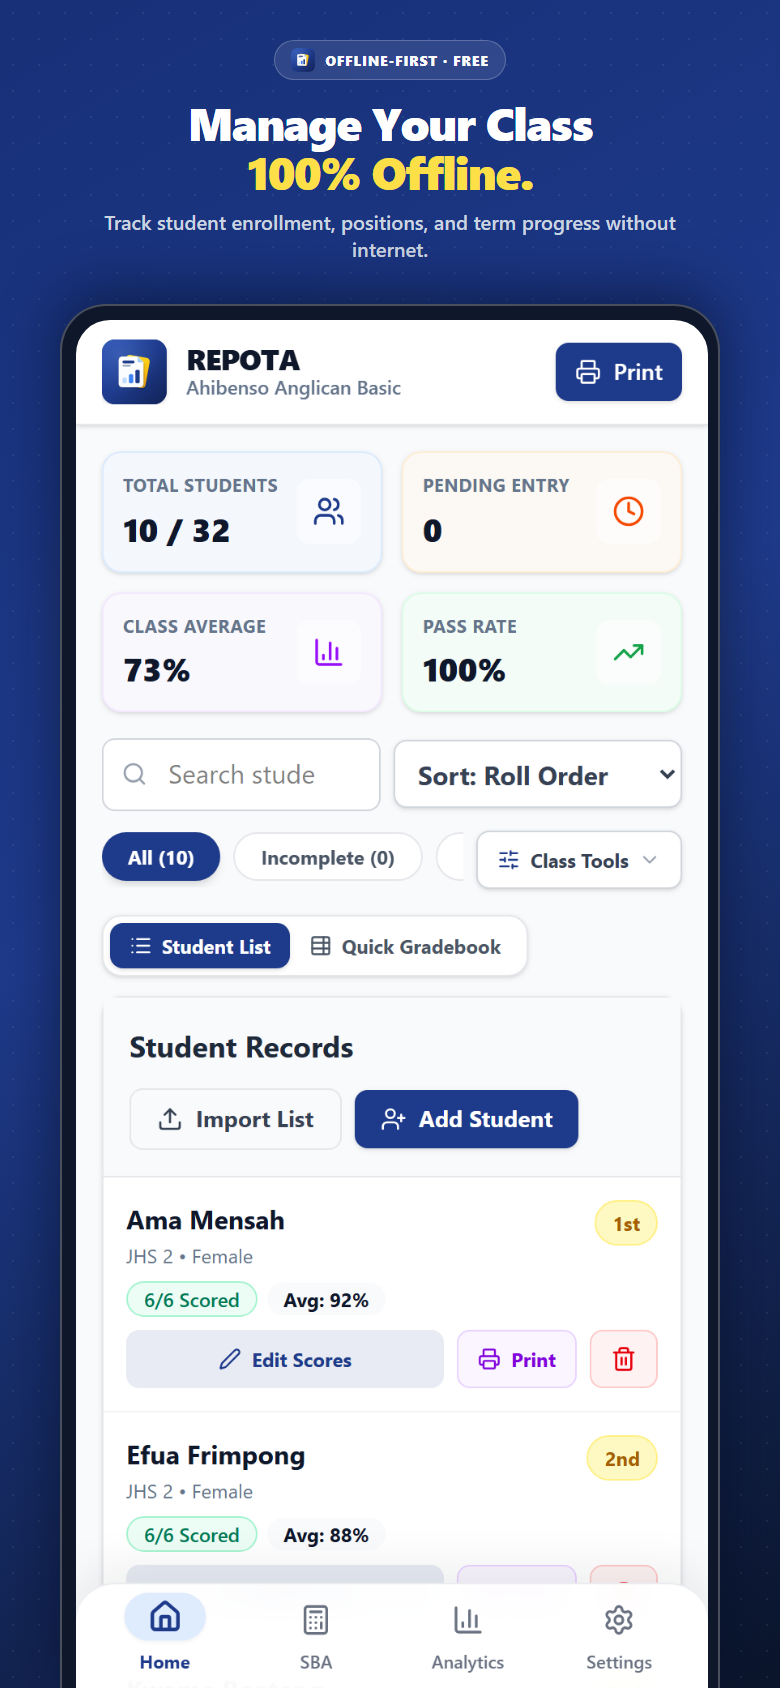 OFFLINE-FIRST • FREE
Manage Your Class
100% Offline.
Track student enrollment, positions, and term progress without
internet.
REPOTA
Ahibenso Anglican Basic
Print
TOTAL STUDENTS
10 / 32
PENDING ENTRY
0
CLASS AVERAGE
73%
PASS RATE
100%
Search stude
Sort: Roll Order
All (10)
Incomplete (0)
Class Tools
Student List
Quick Gradebook
Student Records
Import List
Add Student
Ama Mensah
1st
JHS 2 • Female
6/6 Scored
Avg: 92%
Edit Scores
Print
Efua Frimpong
2nd
JHS 2 • Female
6/6 Scored
Avg: 88%
Home
SBA
Analytics
Settings